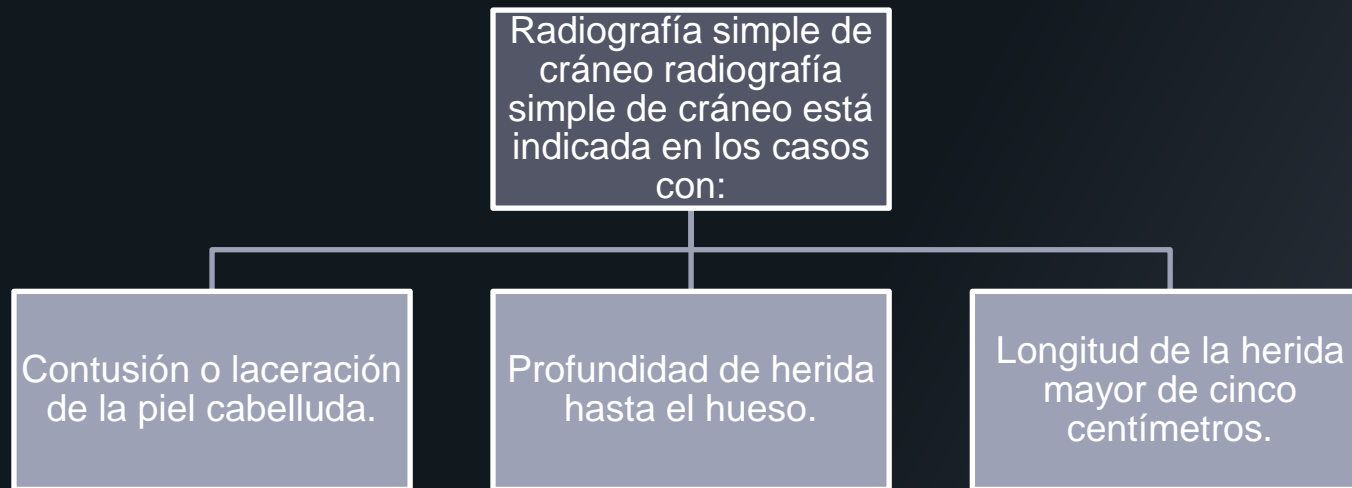 Radiografía simple de
cráneo radiografía
simple de cráneo está
indicada en los casos
con:
Contusión o laceración
de la piel cabelluda.
Profundidad de herida
hasta el hueso.
Longitud de la herida
mayor de cinco
centímetros.